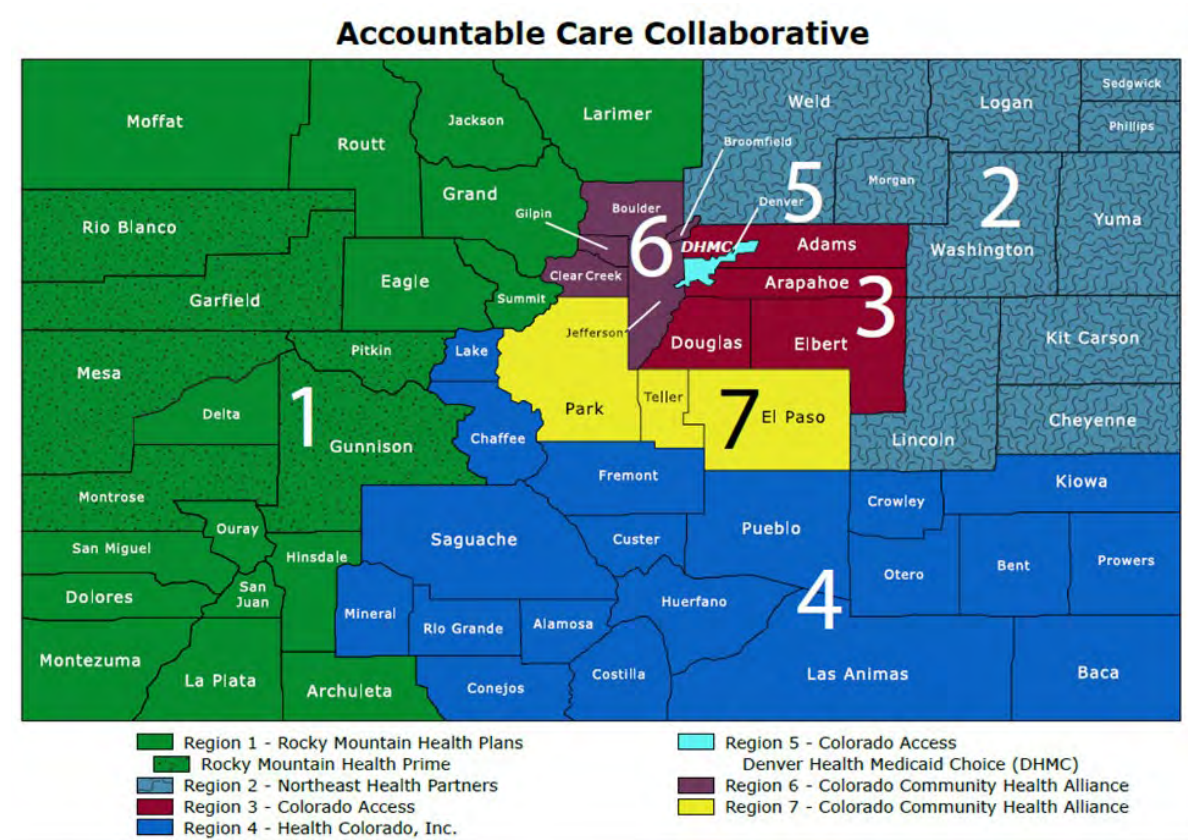 Accountable Care Collaborative
Moffat
Routt
Jackson
Larimer
Weld
Logan
Sedgwick
Phillips
Broomfield
Rio Blanco
Grand
Gilpin
Boulder
5
Morgan
Denver
2
Yuma
Washington
6
DHMC
Adams
Garfield
Eagle
Summit
Clear Creek
Arapahoe
3
Jefferson
Mesa
Pitkin
Lake
Douglas
Elbert
Kit Carson
Delta
1
Gunnison
Chaffee
Park
Teller
7
El Paso
Lincoln
Cheyenne
Montrose
Fremont
Kiowa
Crowley
Ouray
San Miguel
Hinsdale
Saguache
Custer
Pueblo
Otero
Bent
Prowers
Dolores
San
Juan
Mineral
Rio Grande
Alamosa
Huerfano
4
Montezuma
La Plata
Archuleta
Conejos
Costilla
Las Animas
Baca
Region 1 - Rocky Mountain Health Plans
Rocky Mountain Health Prime
Region 2 - Northeast Health Partners
Region 3 - Colorado Access
Region 4 - Health Colorado, Inc.
Region 5 - Colorado Access
Denver Health Medicaid Choice (DHMC)
Region 6 - Colorado Community Health Alliance
Region 7 - Colorado Community Health Alliance